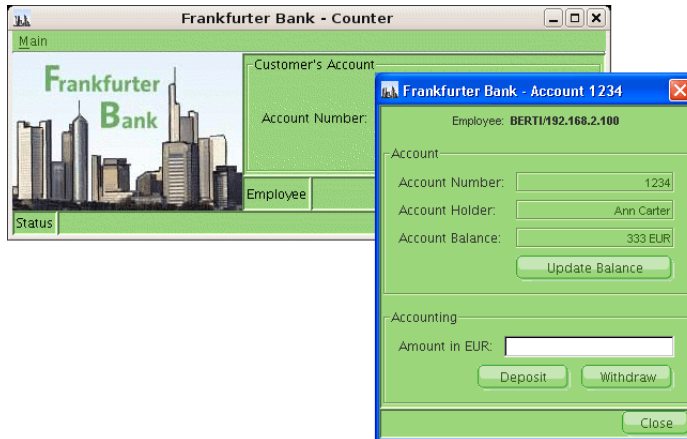 Frankfurter Bank - Counter
Main
Frankfurter
Bank
Customer's Account
Account Number:
Employee
Status
Frankfurter Bank - Account 1234
Employee: BERTI/192.168.2.100
Account
Account Number: 1234
Account Holder: Ann Carter
Account Balance: 333 EUR
Update Balance
Accounting
Amount in EUR:
Deposit Withdraw
Close